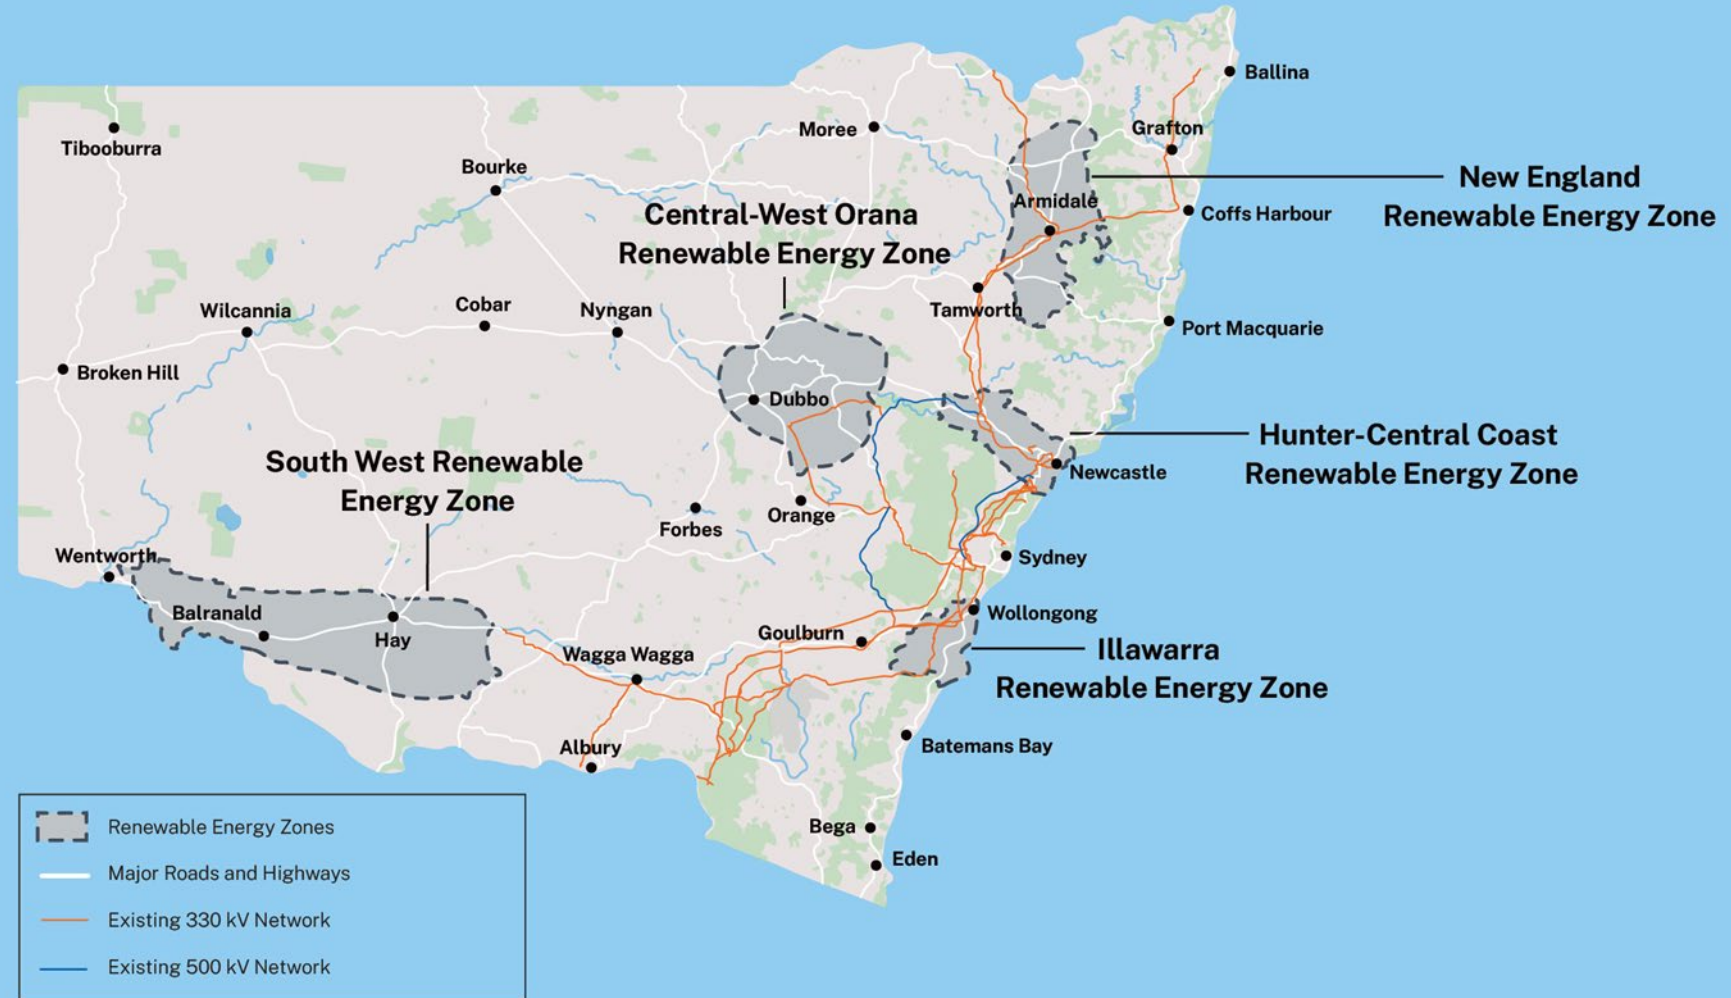 Ballina
Tibooburra
Moree
Grafton
Bourke
New England
Renewable Energy Zone
Armidale
Coffs Harbour
Central-West Orana
Renewable Energy Zone
Wilcannia
Cobar
Nyngan
Tamworth
Port Macquarie
Broken Hill
Dubbo
Hunter-Central Coast
Renewable Energy Zone
South West Renewable
Energy Zone
Newcastle
Orange
Forbes
Wentworth
Sydney
Balranald
Hay
Wollongong
Goulburn
Wagga Wagga
Illawarra
Renewable Energy Zone
Albury
Batemans Bay
Bega
Eden
Renewable Energy Zones
Major Roads and Highways
Existing 330 kV Network
Existing 500 kV Network